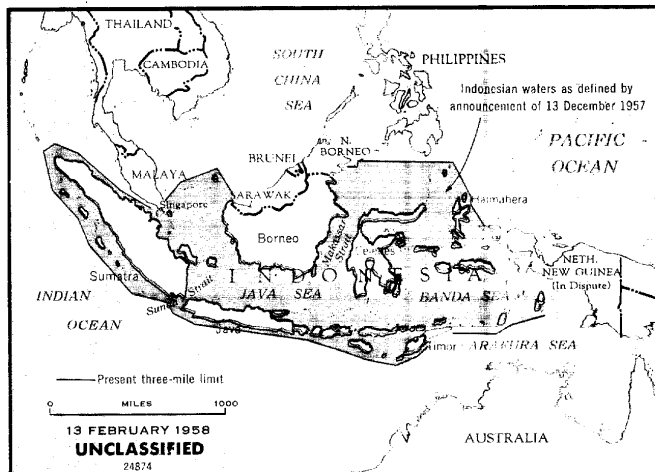 THAILAND
CAMBODIA
SOUTH
CHINA
SEA
PHILIPPINES
Indonesian waters as defined by
announcement of 13 December 1957
PACIFIC
OCEAN
N.
BORNEO
BRUNEI
MALAYA
ARAWAK
Singapore
Halmahera
Borneo
Makassar
Strait
NETH.
NEW GUINEA
(In Dispute)
Sumatra
INDONESIA
JAVA SEA
BANDA SEA
INDIAN
OCEAN
Sunda
Strait
Java
Timor
ARAFURA SEA
Present three-mile limit
0 MILES 1000
13 FEBRUARY 1958
UNCLASSIFIED
24874
AUSTRALIA